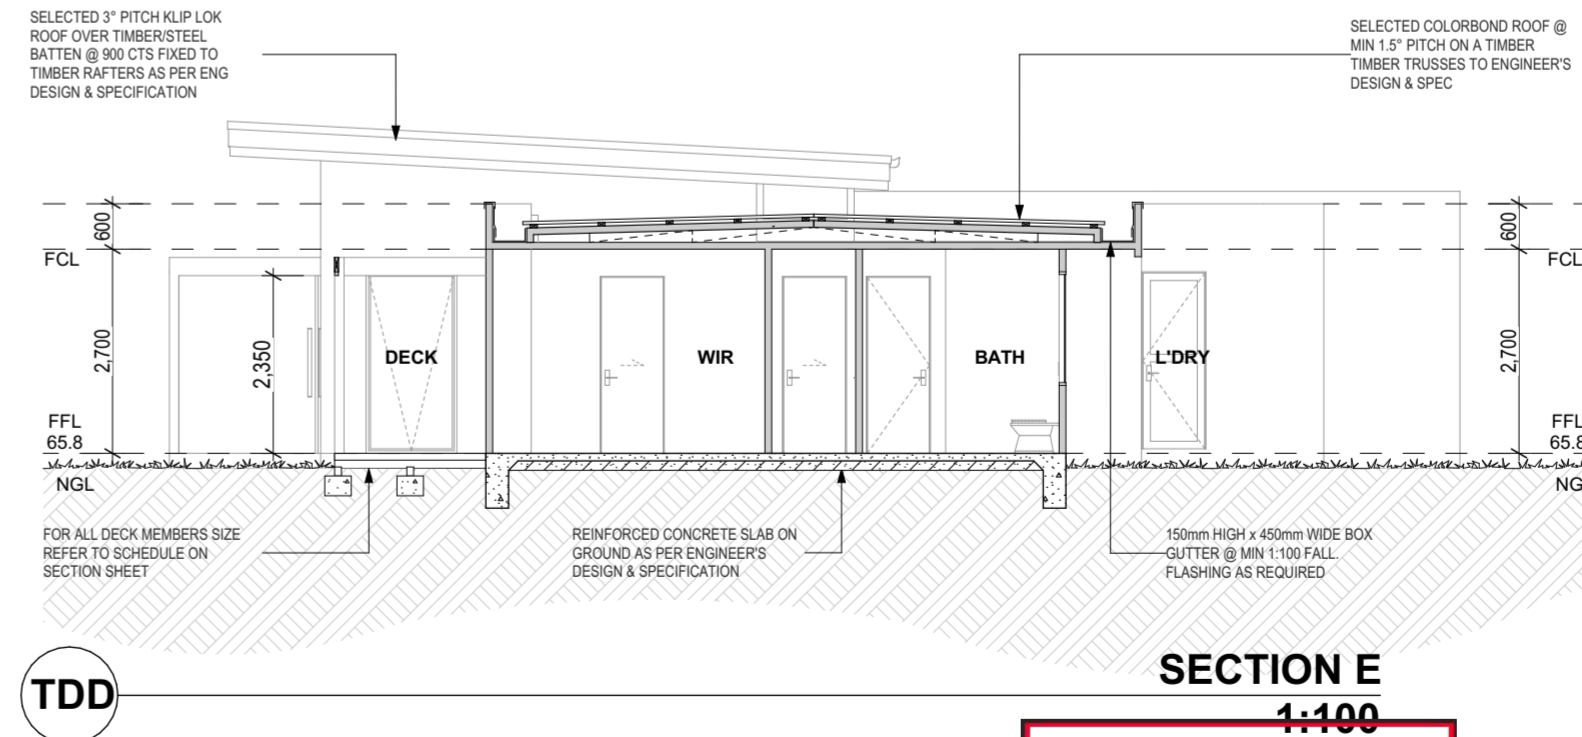 SELECTED 3° PITCH KLIP LOK
ROOF OVER TIMBER/STEEL
BATTEN @ 900 CTS FIXED TO
TIMBER RAFTERS AS PER ENG
DESIGN & SPECIFICATION
SELECTED COLORBOND ROOF @
MIN 1.5° PITCH ON A TIMBER
TIMBER TRUSSES TO ENGINEER'S
DESIGN & SPEC
600
600
FCL
FCL
2,700
2,350
DECK
WIR
BATH
L'DRY
2,700
FFL
65.8
FFL
65.8
NGL
NG
FOR ALL DECK MEMBERS SIZE
REFER TO SCHEDULE ON
SECTION SHEET
REINFORCED CONCRETE SLAB ON
GROUND AS PER ENGINEER'S
DESIGN & SPECIFICATION
150mm HIGH x 450mm WIDE BOX
GUTTER @ MIN 1:100 FALL.
FLASHING AS REQUIRED
TDD
SECTION E
1:100